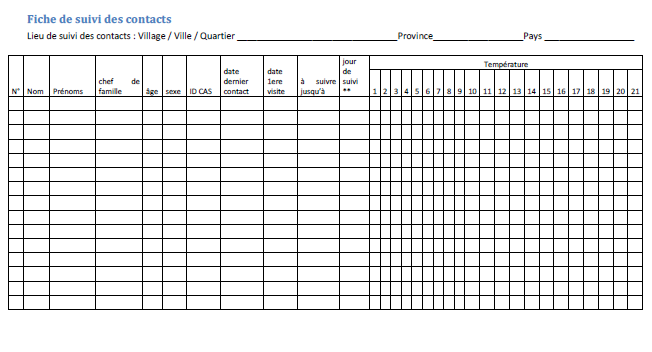 Fiche de suivi des contacts
Lieu de suivi des contacts : Village / Ville / Quartier ________________________________Province__________________Pays __________________
N° Nom Prénoms chef de famille âge sexe ID CAS date dernier contact date 1ere visite à suivre jusqu'à jour de suivi ** Température
1 2 3 4 5 6 7 8 9 10 11 12 13 14 15 16 17 18 19 20 21